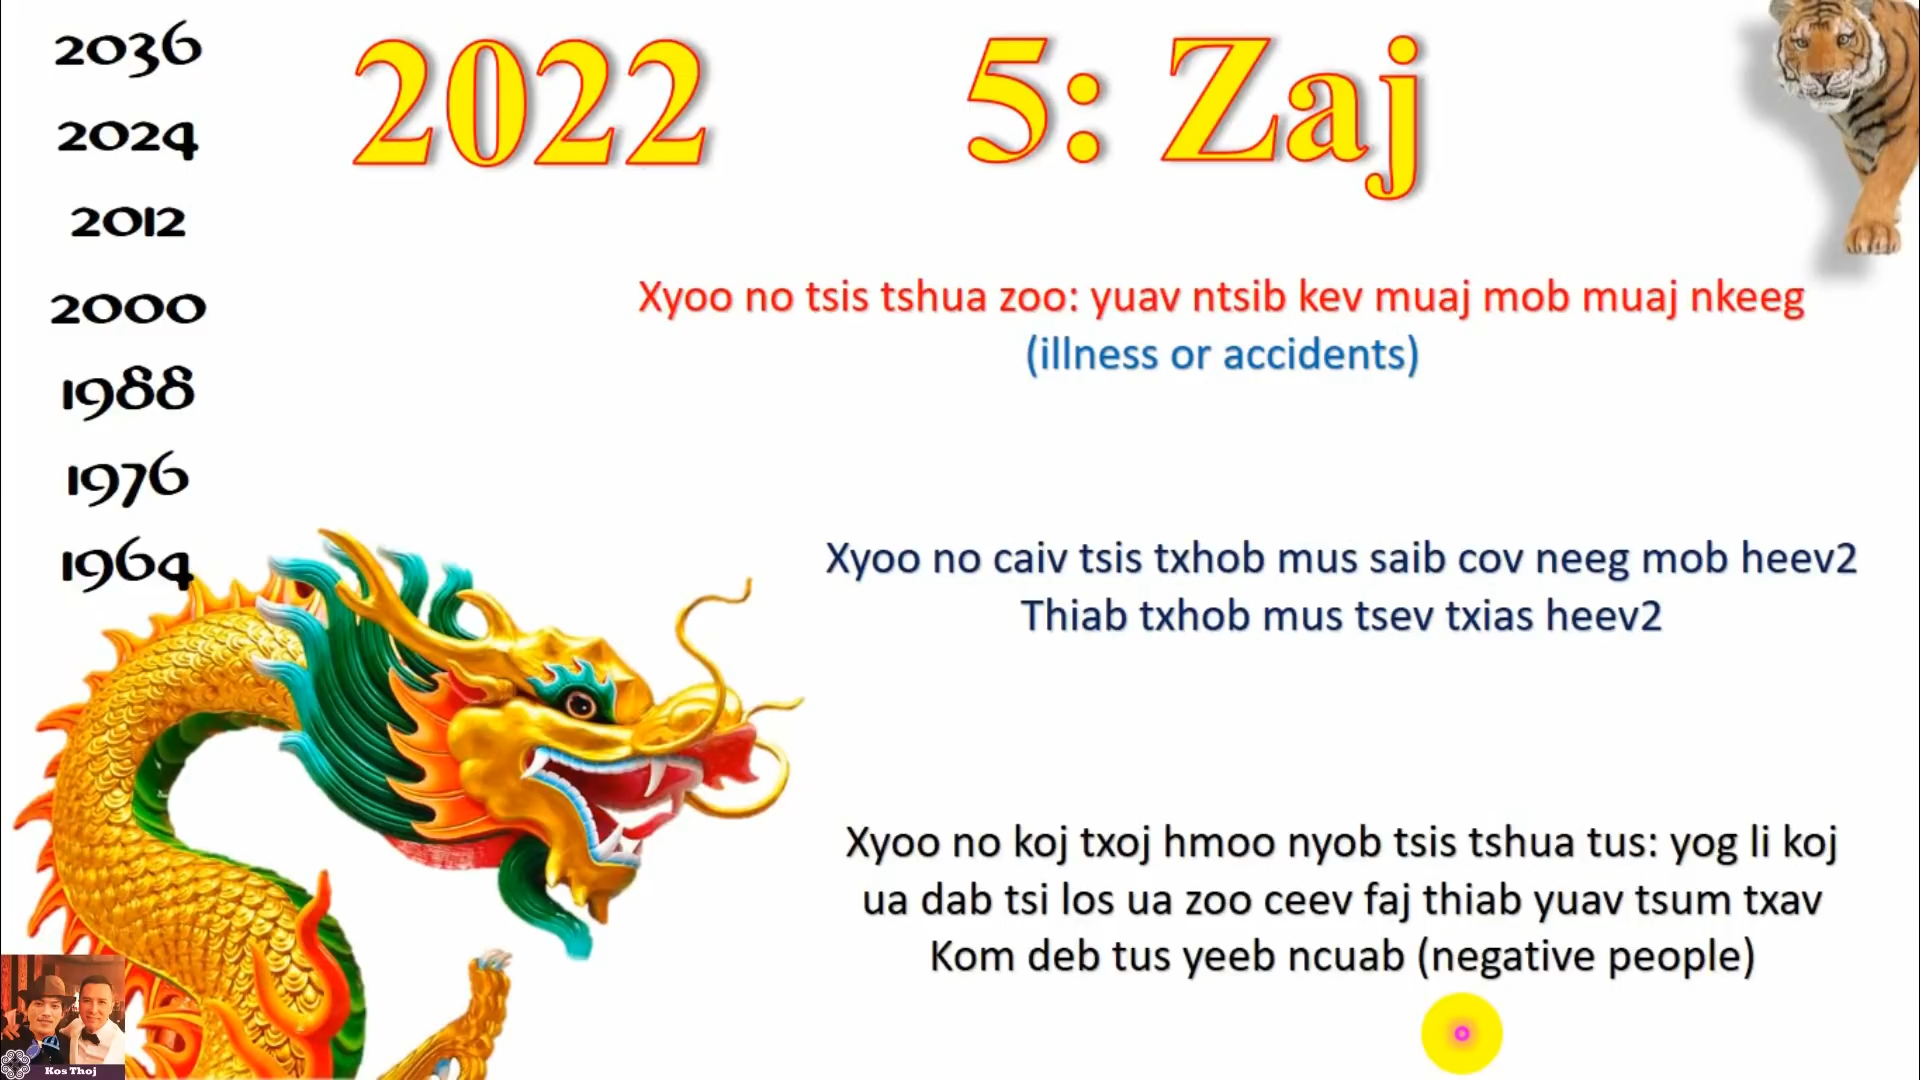 2036
2024
2012
2000
1988
1976
1964
2022
5: Zaj
Xyoo no tsis tshua zoo: yuav ntsib kev muaj mob muaj nkeeg
(illness or accidents)
Xyoo no caiv tsis txhob mus saib cov neeg mob heev2
Thiab txhob mus tsev txias heev2
Xyoo no koj txoj hmoo nyob tsis tshua tus: yog li koj
ua dab tsi los ua zoo ceev faj thiab yuav tsum txav
Kom deb tus yeeb ncuab (negative people)
Kos Thoj